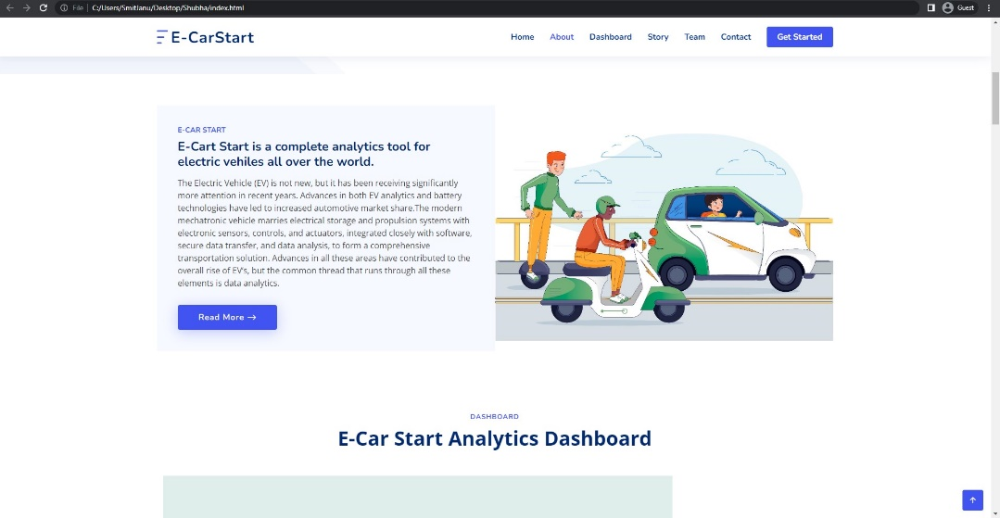 File C:/Users/SmitJanu/Desktop/Shubha/index.html Guest
E-CarStart Home About Dashboard Story Team Contact Get Started
E-CAR START
E-Cart Start is a complete analytics tool for
electric vehiles all over the world.
The Electric Vehicle (EV) is not new, but it has been receiving significantly
more attention in recent years. Advances in both EV analytics and battery
technologies have led to increased automotive market share.The modern
mechatronic vehicle marries electrical storage and propulsion systems with
electronic sensors, controls, and actuators, integrated closely with software,
secure data transfer, and data analysis, to form a comprehensive
transportation solution. Advances in all these areas have contributed to the
overall rise of EV's, but the common thread that runs through all these
elements is data analytics.
Read More →
DASHBOARD
E-Car Start Analytics Dashboard